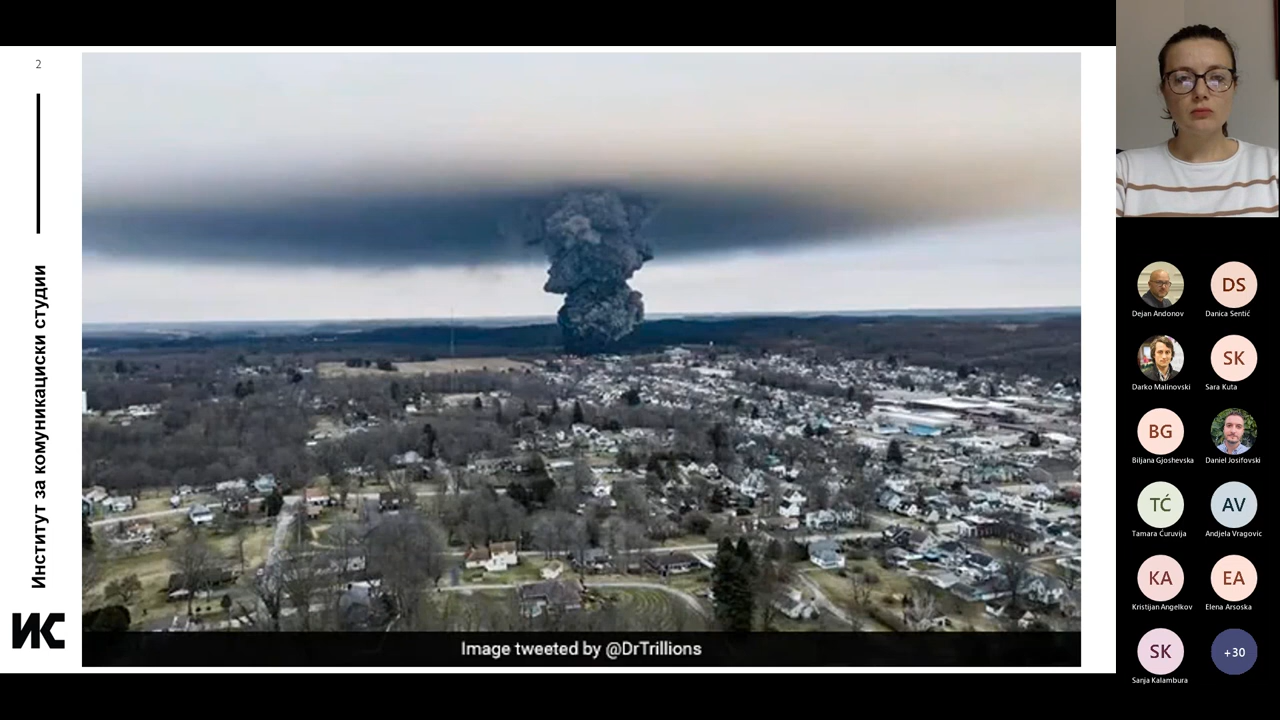 2
Институт за комуникациски студии
ИС
Image tweeted by @DrTrillions
Dejan Andonov
DS
Danica Sentić
Darko Malinovski
SK
Sara Kuta
BG
Biljana Gjoshevska
Daniel Josifovski
TĆ
Tamara Ćuruvija
AV
Andjela Vragovic
KA
Kristijan Angelkov
EA
Elena Arsoska
SK
Sanja Kalambura
+30